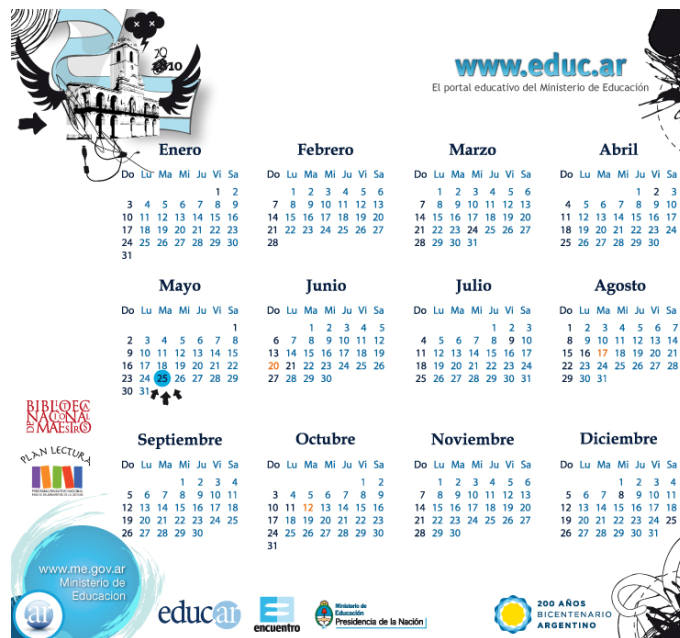 www.educ.ar
El portal educativo del Ministerio de Educación
Enero
Do Lu Ma Mi Ju Vi Sa
1 2
3 4 5 6 7 8 9
10 11 12 13 14 15 16
17 18 19 20 21 22 23
24 25 26 27 28 29 30
31
Febrero
Do Lu Ma Mi Ju Vi Sa
1 2 3 4 5 6
7 8 9 10 11 12 13
14 15 16 17 18 19 20
21 22 23 24 25 26 27
28
Marzo
Do Lu Ma Mi Ju Vi Sa
1 2 3 4 5 6
7 8 9 10 11 12 13
14 15 16 17 18 19 20
21 22 23 24 25 26 27
28 29 30 31
Abril
Do Lu Ma Mi Ju Vi Sa
1 2 3
4 5 6 7 8 9 10
11 12 13 14 15 16 17
18 19 20 21 22 23 24
25 26 27 28 29 30
Mayo
Do Lu Ma Mi Ju Vi Sa
1
2 3 4 5 6 7 8
9 10 11 12 13 14 15
16 17 18 19 20 21 22
23 24 25 26 27 28 29
30 31
Junio
Do Lu Ma Mi Ju Vi Sa
1 2 3 4 5
6 7 8 9 10 11 12
13 14 15 16 17 18 19
20 21 22 23 24 25 26
27 28 29 30
Julio
Do Lu Ma Mi Ju Vi Sa
1 2 3
4 5 6 7 8 9 10
11 12 13 14 15 16 17
18 19 20 21 22 23 24
25 26 27 28 29 30 31
Agosto
Do Lu Ma Mi Ju Vi Sa
1 2 3 4 5 6 7
8 9 10 11 12 13 14
15 16 17 18 19 20 21
22 23 24 25 26 27 28
29 30 31
BIBLIOTECA
NACIONAL
DE MAESTROS
PLAN LECTURA
Septiembre
Do Lu Ma Mi Ju Vi Sa
1 2 3 4
5 6 7 8 9 10 11
12 13 14 15 16 17 18
19 20 21 22 23 24 25
26 27 28 29 30
Octubre
Do Lu Ma Mi Ju Vi Sa
1 2
3 4 5 6 7 8 9
10 11 12 13 14 15 16
17 18 19 20 21 22 23
24 25 26 27 28 29 30
31
Noviembre
Do Lu Ma Mi Ju Vi Sa
1 2 3 4 5 6
7 8 9 10 11 12 13
14 15 16 17 18 19 20
21 22 23 24 25 26 27
28 29 30
Diciembre
Do Lu Ma Mi Ju Vi Sa
1 2 3 4
5 6 7 8 9 10 11
12 13 14 15 16 17 18
19 20 21 22 23 24 25
26 27 28 29 30 31
www.me.gov.ar
Ministerio de
Educacion
ar
educar
encuentro
Ministerio de
Educación
Presidencia de la Nación
200 AÑOS
BICENTENARIO
ARGENTINO